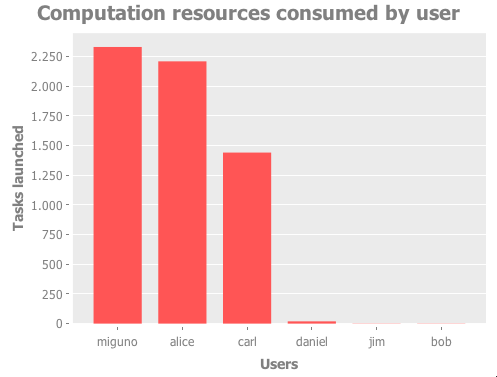 Computation resources consumed by user
Tasks launched
2.250
2.000
1.750
1.500
1.250
1.000
750
500
250
0
miguno alice carl daniel jim bob
Users